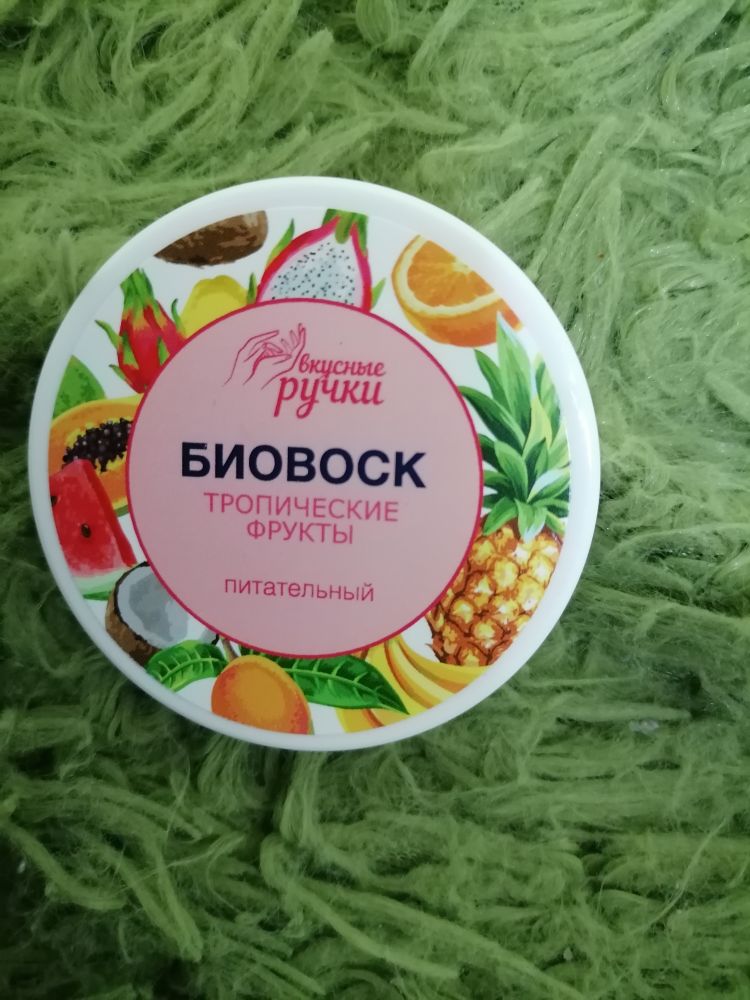 вкусные
ручки
БИОВОСК
ТРОПИЧЕСКИЕ
ФРУКТЫ
питательный